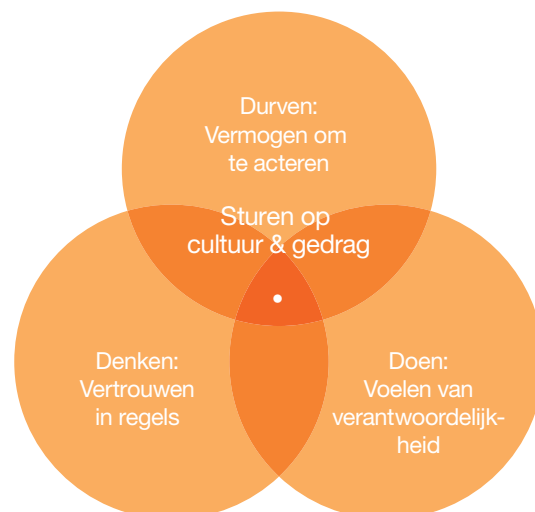 Durven:
Vermogen om
te acteren
Sturen op
cultuur & gedrag
Denken:
Vertrouwen
in regels
Doen:
Voelen van
verantwoordelijk-
heid